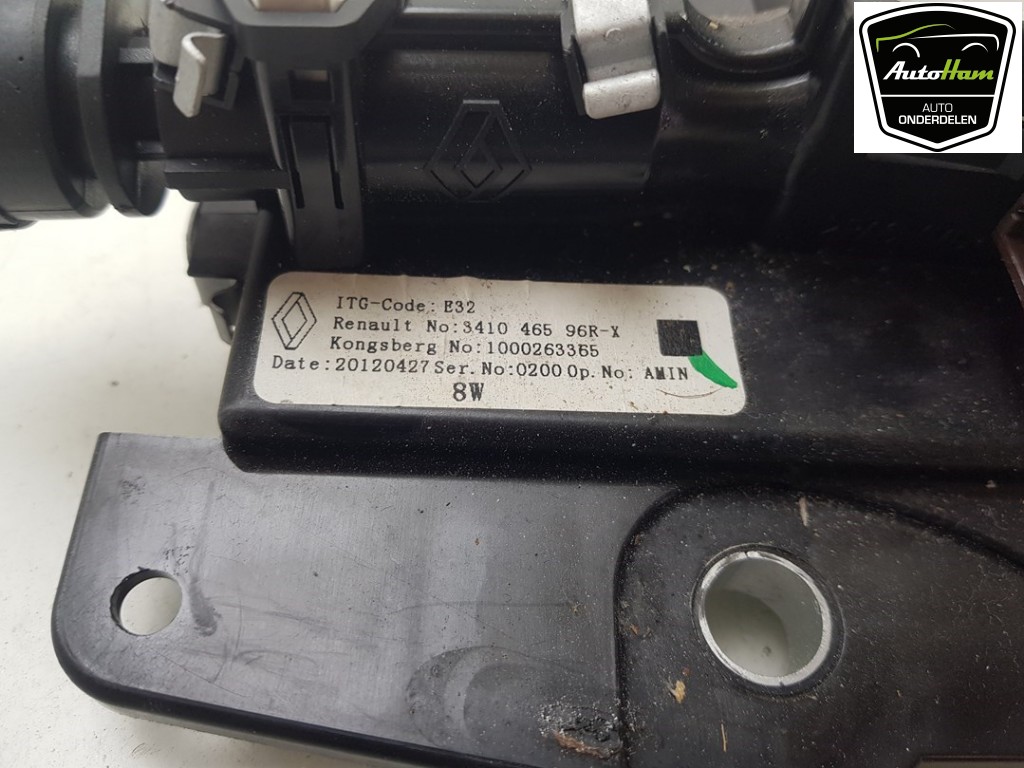 AutoHam
AUTO
ONDERDELEN
ITG-Code: E32
Renault No:3410 465 96R-X
Kongsberg No:1000263365
Date:20120427 Ser. No:0200 Op. No: AMIN
8W